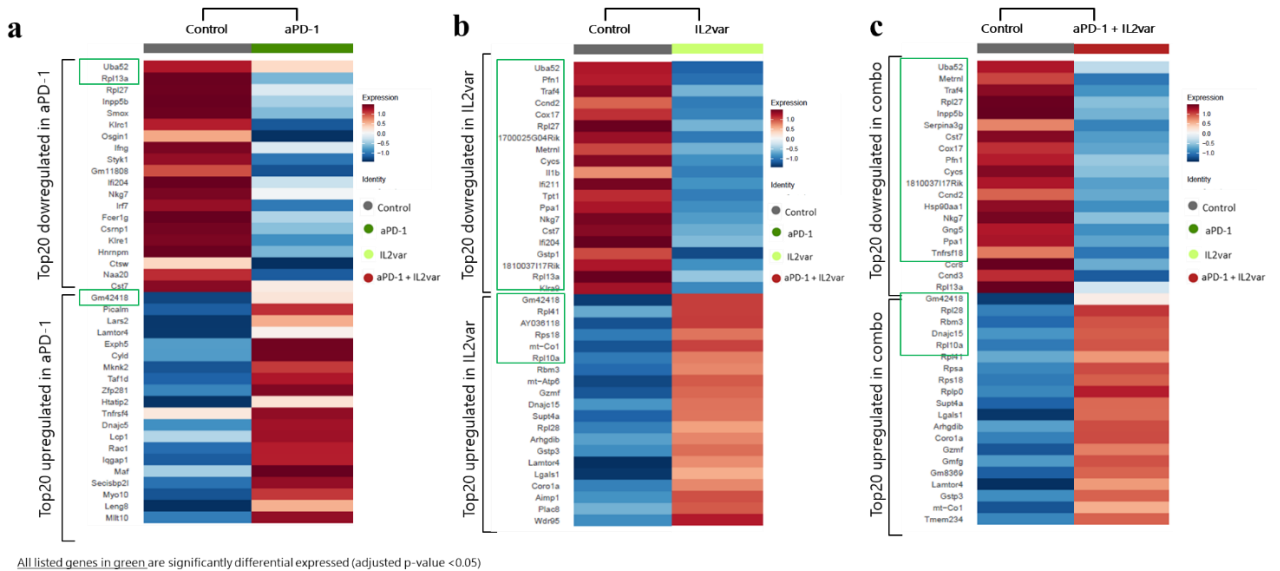 a
Control
aPD-1
Top20 dowregulated in aPD-1
Uba52
Rpl13a
Rpl27
Inpp5b
Smox
Klrc1
Osgin1
Ifng
Styk1
Gm11808
Ifi204
Nkg7
Irf7
Fcer1g
Csrnp1
Klre1
Hnrnpm
Ctsw
Naa20
Cst7
Top20 upregulated in aPD-1
Gm42418
Picalm
Lars2
Lamtor4
Exph5
Cyld
Mknk2
Taf1d
Zfp281
Htatip2
Tnfrsf4
Dnajc5
Lcp1
Rac1
Iqgap1
Maf
Secisbp2l
Myo10
Leng8
Mllt10
Expression
1.5
1.0
0.5
0.0
−0.5
−1.0
Identity
Control
aPD-1
IL2var
aPD-1 + IL2var
b
Control
IL2var
Top20 dowregulated in IL2var
Uba52
Pfn1
Traf4
Ccnd2
Cox17
Rpl27
1700025G04Rik
Metrnl
Cycs
Il1b
Ifi211
Tpt1
Ppa1
Nkg7
Cst7
Ifi204
Gstp1
1810037I17Rik
Rpl13a
Klra9
Top20 upregulated in IL2var
Gm42418
Rpl41
AY036118
Rps18
mt-Co1
Rpl10a
Rbm3
mt-Atp6
Gzmf
Dnajc15
Supt4a
Rpl28
Arhgdib
Gstp3
Lamtor4
Lgals1
Coro1a
Aimp1
Plac8
Wdr95
Expression
1.5
1.0
0.5
0.0
−0.5
−1.0
Identity
Control
aPD-1
IL2var
aPD-1 + IL2var
c
Control
aPD-1 + IL2var
Top20 dowregulated in combo
Uba52
Metrnl
Traf4
Rpl27
Inpp5b
Serpina3g
Cst7
Cox17
Pfn1
Cycs
1810037I17Rik
Ccnd2
Hsp90aa1
Nkg7
Gng5
Ppa1
Tnfrsf18
Ccr8
Ccnd3
Rpl13a
Top20 upregulated in combo
Gm42418
Rpl28
Rbm3
Dnajc15
Rpl10a
Rpl41
Rpsa
Rps18
Rplp0
Supt4a
Lgals1
Arhgdib
Coro1a
Gzmf
Gmfg
Gm8369
Lamtor4
Gstp3
mt-Co1
Tmem234
Expression
1.5
1.0
0.5
0.0
−0.5
−1.0
Identity
Control
aPD-1
IL2var
aPD-1 + IL2var
All listed genes in green are significantly differential expressed (adjusted p-value <0.05)